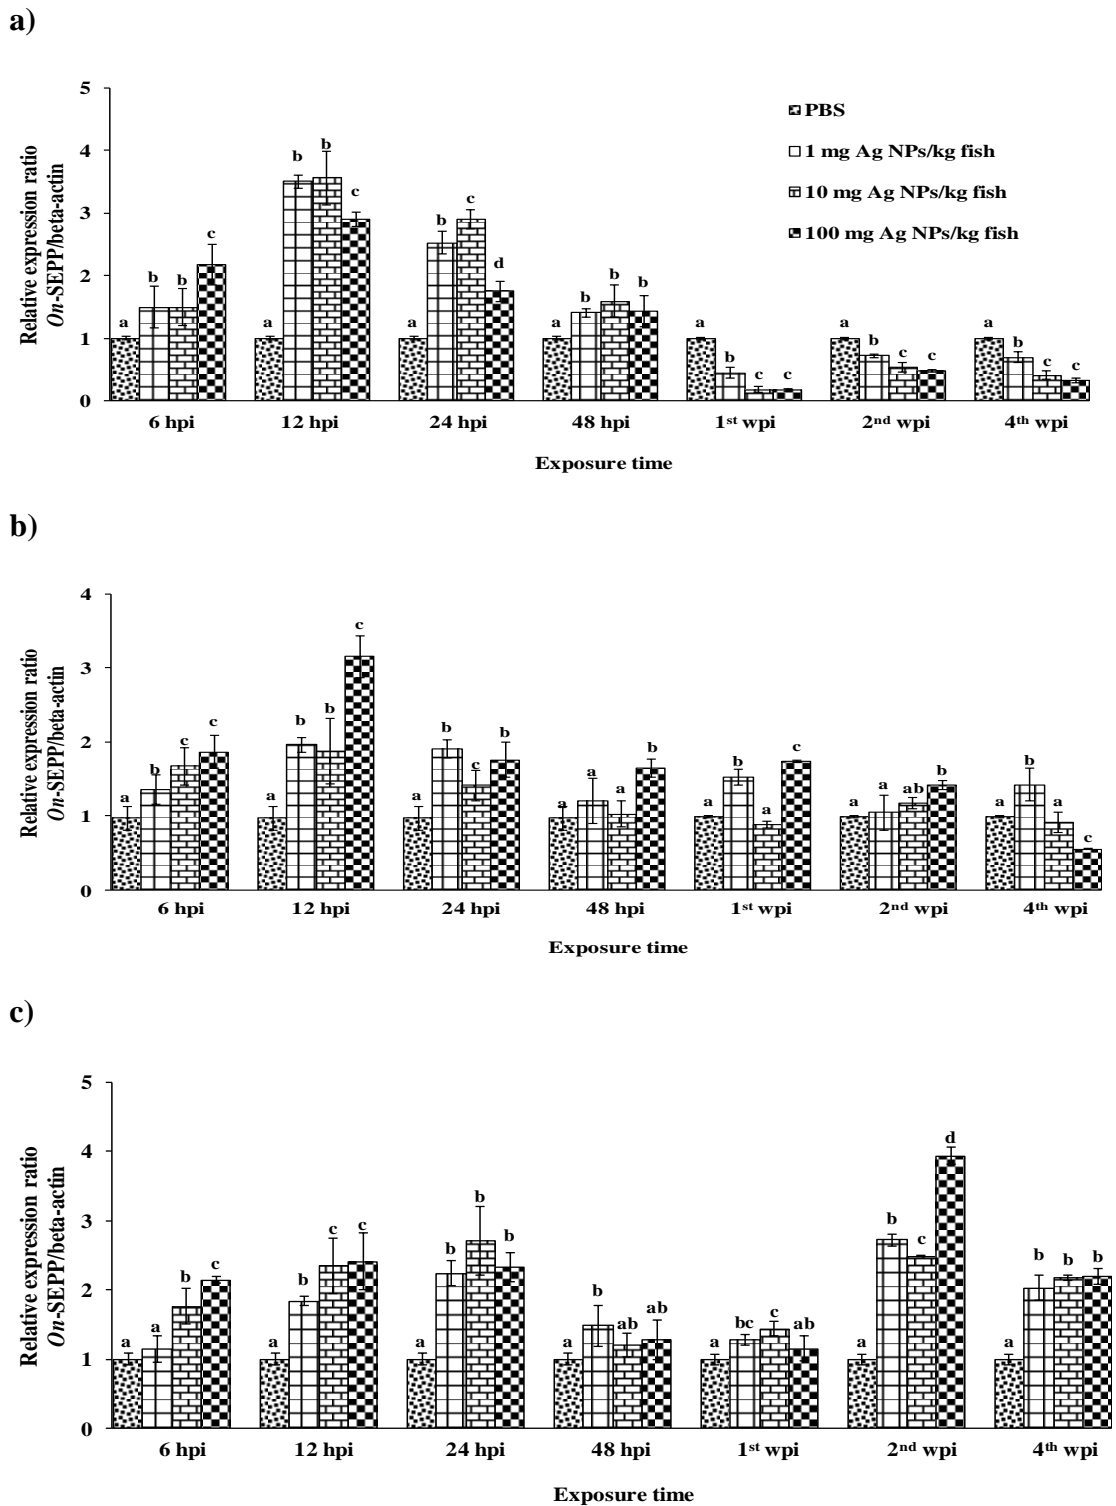 a)
5
4
3
2
1
0
Relative expression ratio
On-SEPP/beta-actin
PBS
1 mg Ag NPs/kg fish
10 mg Ag NPs/kg fish
100 mg Ag NPs/kg fish
a b b c
a b b c
a b c d
a b b b
a b c c
a b c c
a b c c
6 hpi 12 hpi 24 hpi 48 hpi 1st wpi 2nd wpi 4th wpi
Exposure time
b)
4
3
2
1
0
Relative expression ratio
On-SEPP/beta-actin
a b c c
a b b c
a b c b
a a a b
a b a c
a a ab b
a b a c
6 hpi 12 hpi 24 hpi 48 hpi 1st wpi 2nd wpi 4th wpi
Exposure time
c)
5
4
3
2
1
0
Relative expression ratio
On-SEPP/beta-actin
a a b c
a b c c
a b b b
a b ab ab
a bc c ab
a b c d
a b b b
6 hpi 12 hpi 24 hpi 48 hpi 1st wpi 2nd wpi 4th wpi
Exposure time